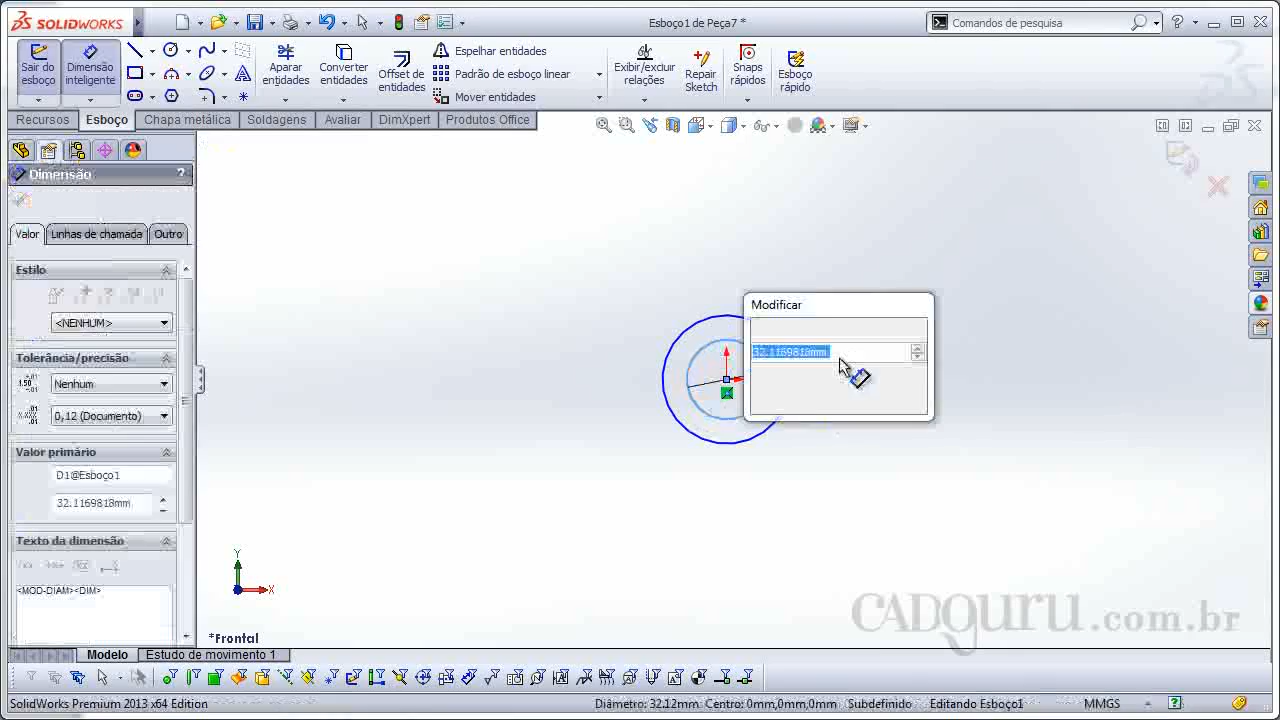 SOLIDWORKS
Esboço1 de Peça7 *
Comandos de pesquisa
Sair do esboço
Dimensão inteligente
Aparar entidades
Converter entidades
Offset de entidades
Espelhar entidades
Padrão de esboço linear
Mover entidades
Exibir/excluir relações
Repair Sketch
Snaps rápidos
Esboço rápido
Recursos
Esboço
Chapa metálica
Soldagens
Avaliar
DimXpert
Produtos Office
Dimensão
?
Valor
Linhas de chamada
Outro
Estilo
<NENHUM>
Tolerância/precisão
Nenhum
0,12 (Documento)
Valor primário
D1@Esboço1
32.1169818mm
Texto da dimensão
<MOD-DIAM><DIM>
Modificar
32.1169818mm
Y
X
*Frontal
CADguru.com.br
Modelo
Estudo de movimento 1
SolidWorks Premium 2013 x64 Edition
Diâmetro: 32.12mm Centro: 0mm,0mm,0mm
Subdefinido
Editando Esboço1
MMGS